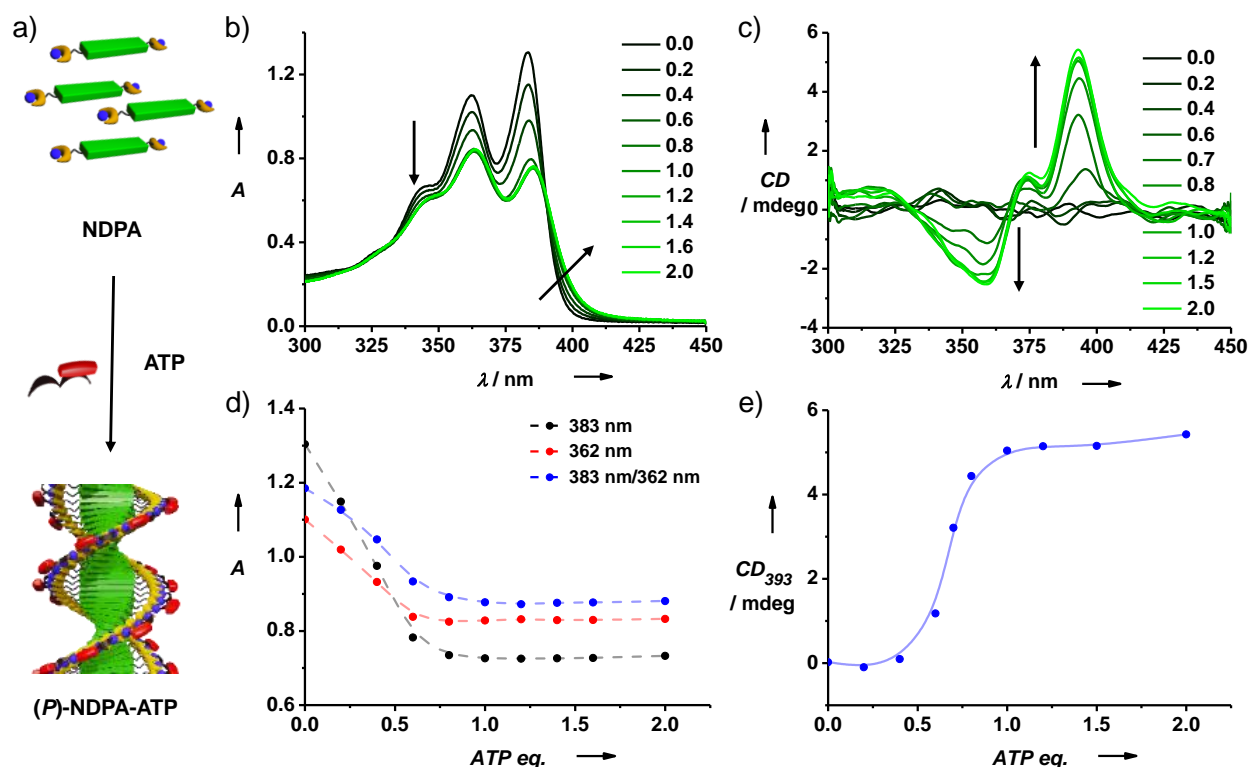 a)
NDPA
ATP
(P)-NDPA-ATP
b)
A
1.2
0.8
0.4
0.0
300 325 350 375 400 425 450
λ / nm
0.0
0.2
0.4
0.6
0.8
1.0
1.2
1.4
1.6
2.0
c)
CD
/ mdeg
6
4
2
0
-2
-4
300 325 350 375 400 425 450
λ / nm
0.0
0.2
0.4
0.6
0.7
0.8
1.0
1.2
1.5
2.0
d)
A
1.4
1.2
1.0
0.8
0.6
0.0 0.5 1.0 1.5 2.0
ATP eq.
383 nm
362 nm
383 nm/362 nm
e)
CD393
/ mdeg
6
4
2
0
0.0 0.5 1.0 1.5 2.0
ATP eq.